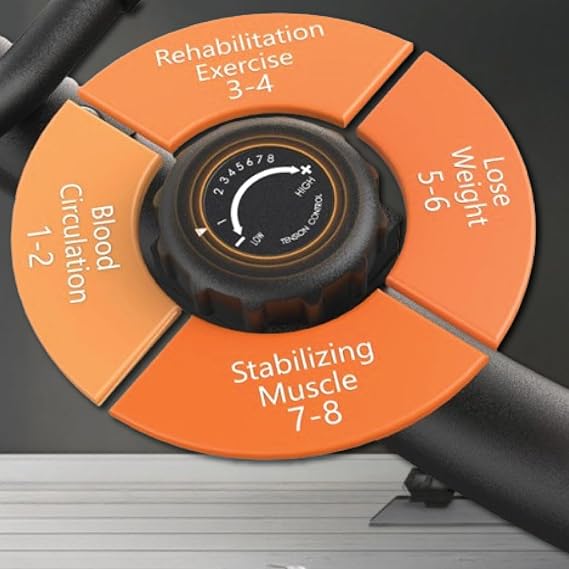 Rehabilitation
Exercise
3-4
Lose
Weight
5-6
Blood
Circulation
1-2
Stabilizing
Muscle
7-8
1 2 3 4 5 6 7 8
+
HIGH
TENSION CONTROL
LOW
-